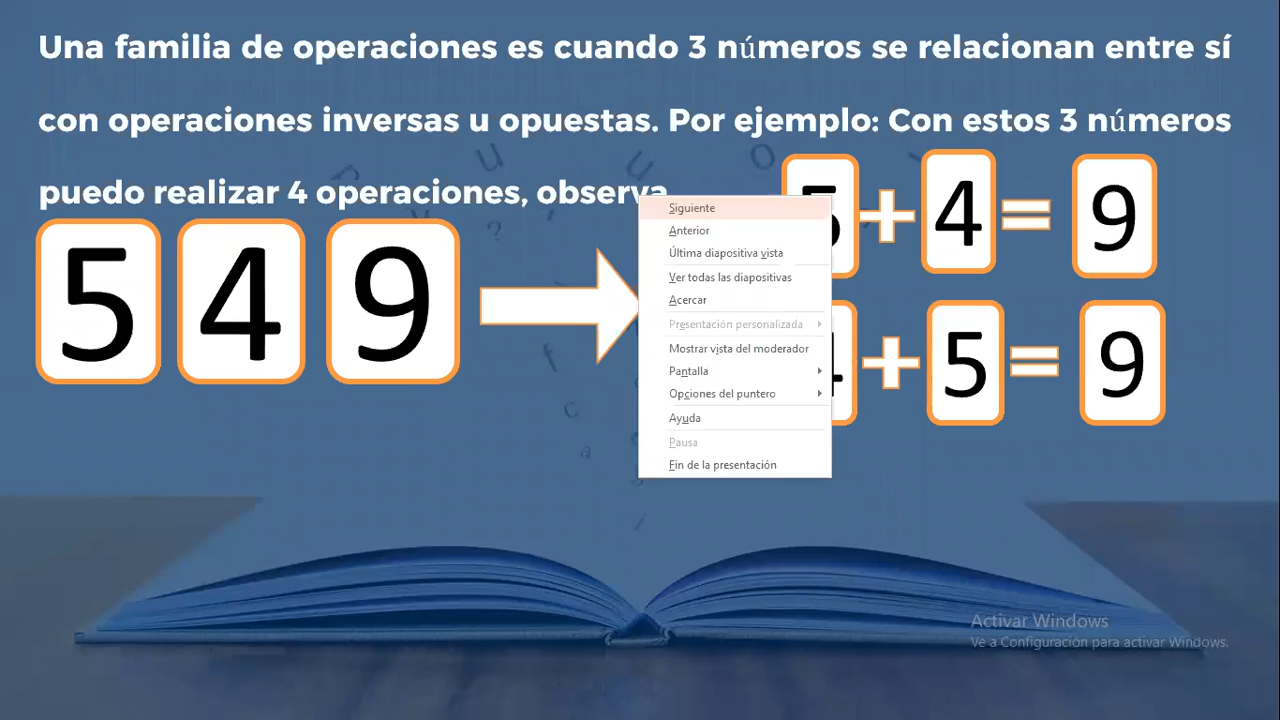 Una familia de operaciones es cuando 3 números se relacionan entre sí
con operaciones inversas u opuestas. Por ejemplo: Con estos 3 números
puedo realizar 4 operaciones, observa
5 4 9
5 + 4 = 9
4 + 5 = 9
Siguiente
Anterior
Última diapositiva vista
Ver todas las diapositivas
Acercar
Presentación personalizada
Mostrar vista del moderador
Pantalla
Opciones del puntero
Ayuda
Pausa
Fin de la presentación
Activar Windows
Ve a Configuración para activar Windows.